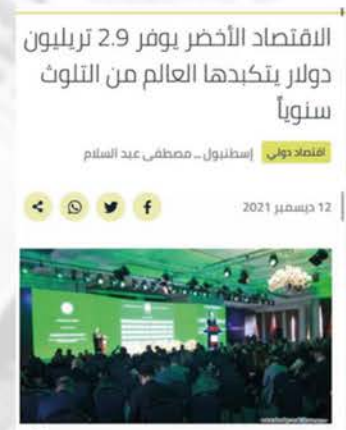 الاقتصاد الأخضر يوفر 2.9 تريليون
دولار يتكبدها العالم من التلوث
سنوياً
اقتصاد دولي
إسطنبول ــ مصطفى عبد السلام
12 ديسمبر 2021